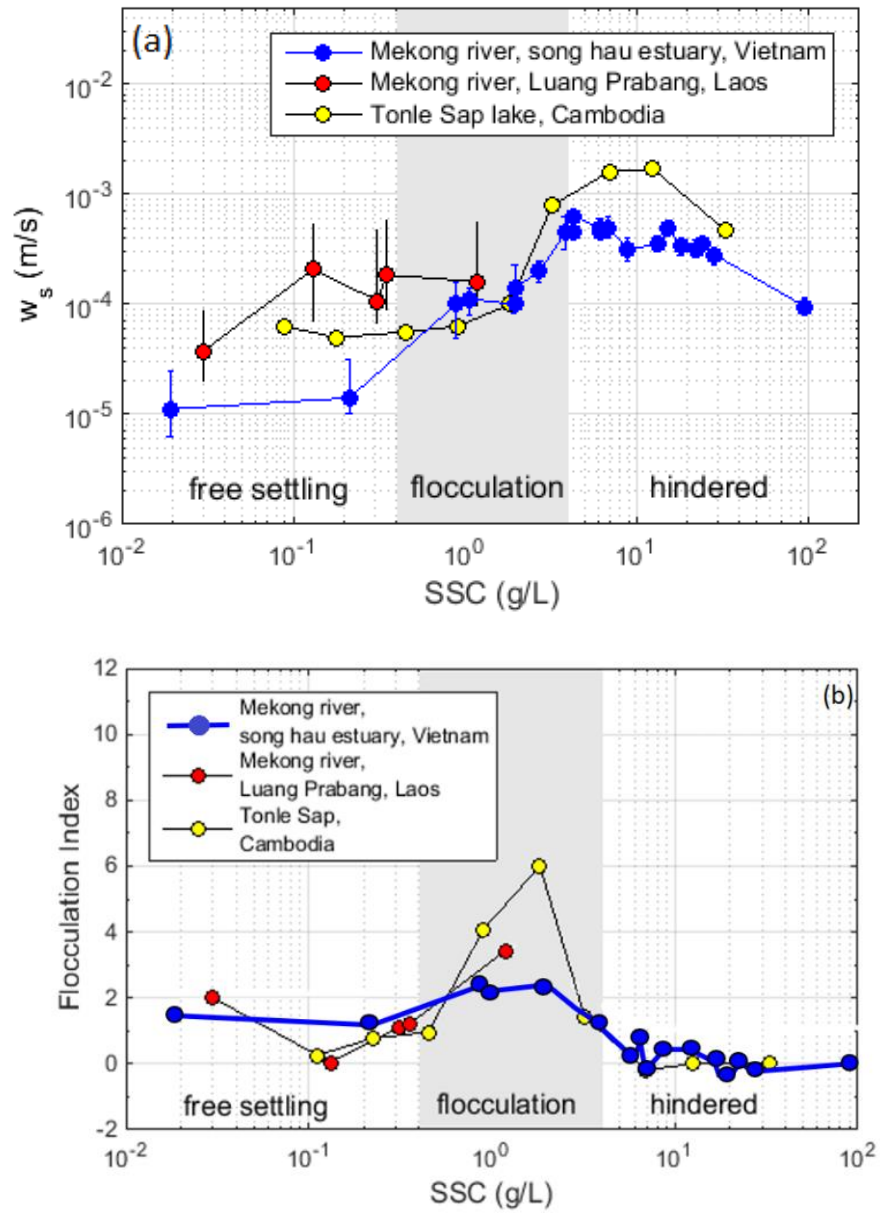 (a)
Mekong river, song hau estuary, Vietnam
Mekong river, Luang Prabang, Laos
Tonle Sap lake, Cambodia
10^-2
10^-3
10^-4
10^-5
10^-6
w_s (m/s)
free settling
flocculation
hindered
10^-2
10^-1
10^0
10^1
10^2
SSC (g/L)
(b)
Mekong river,
song hau estuary, Vietnam
Mekong river,
Luang Prabang, Laos
Tonle Sap,
Cambodia
12
10
8
6
4
2
0
-2
Flocculation Index
free settling
flocculation
hindered
10^-2
10^-1
10^0
10^1
10^2
SSC (g/L)